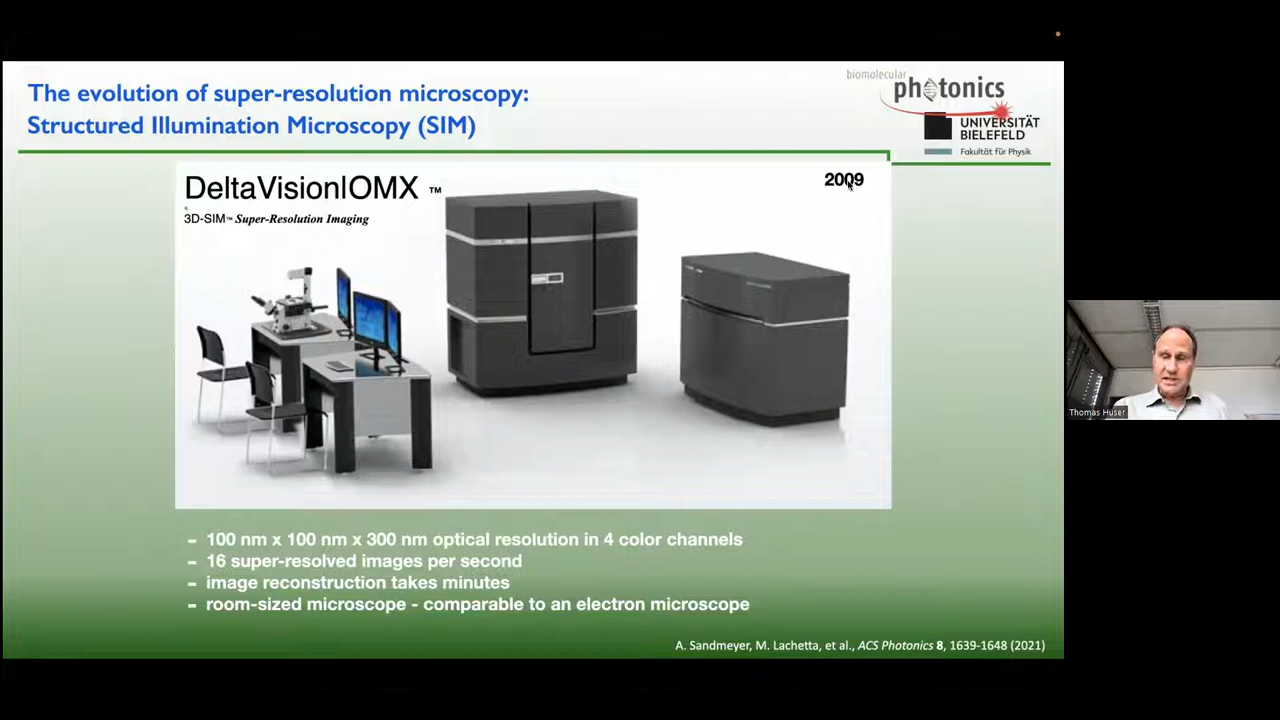 The evolution of super-resolution microscopy:
Structured Illumination Microscopy (SIM)
biomolecular
photonics
UNIVERSITÄT
BIELEFELD
Fakultät für Physik
DeltaVision|OMX ™
3D-SIM™ Super-Resolution Imaging
2009
- 100 nm x 100 nm x 300 nm optical resolution in 4 color channels
- 16 super-resolved images per second
- image reconstruction takes minutes
- room-sized microscope - comparable to an electron microscope
A. Sandmeyer, M. Lachetta, et al., ACS Photonics 8, 1639-1648 (2021)
Thomas Huser